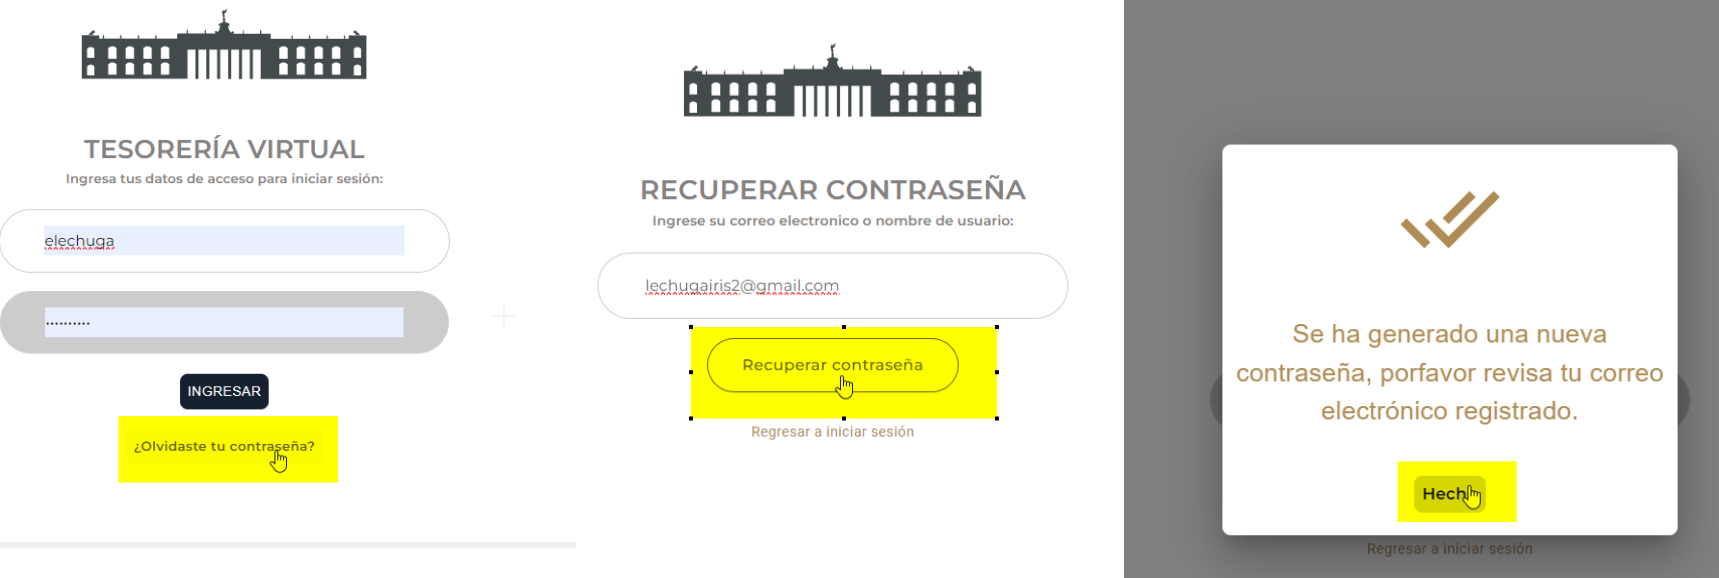 TESORERÍA VIRTUAL
Ingresa tus datos de acceso para iniciar sesión:
elechuga
..........
INGRESAR
¿Olvidaste tu contraseña?
RECUPERAR CONTRASEÑA
Ingrese su correo electronico o nombre de usuario:
lechugairis2@gmail.com
Recuperar contraseña
Regresar a iniciar sesión
Se ha generado una nueva
contraseña, porfavor revisa tu correo
electrónico registrado.
Hech
Regresar a iniciar sesión